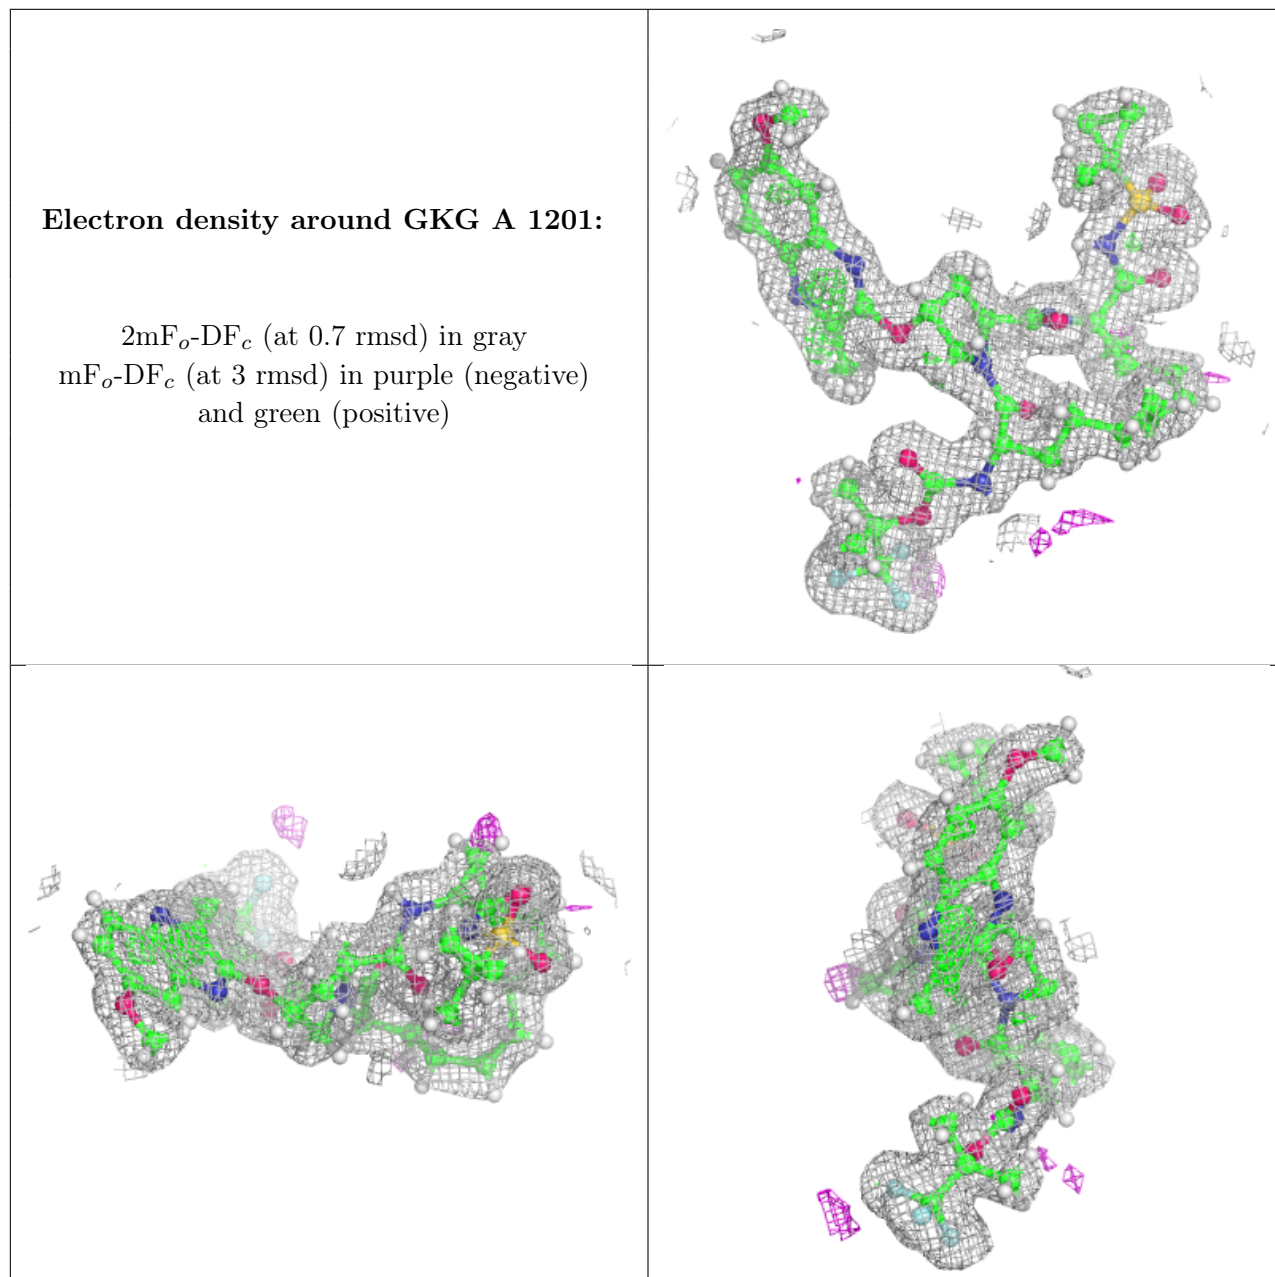 Electron density around GKG A 1201:
2mFo-DFc (at 0.7 rmsd) in gray
mFo-DFc (at 3 rmsd) in purple (negative)
and green (positive)